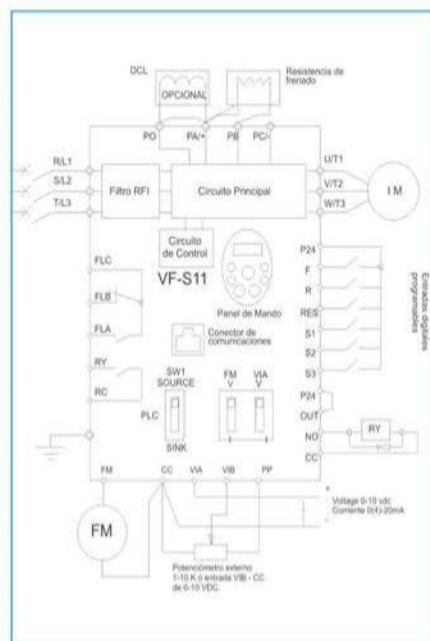 DCL
OPCIONAL
Resistencia de
frenado
PO
PA/+
PB
PC/-
R/L1
S/L2
T/L3
Filtro RFI
Circuito Principal
U/T1
V/T2
W/T3
I M
Circuito
de Control
VF-S11
Panel de Mando
Conector de
comunicaciones
FLC
FLB
FLA
RY
RC
SW1
SOURCE
PLC
SINK
FM
V
VIA
V
I
I
P24
F
R
RES
S1
S2
S3
P24
OUT
NO
CC
RY
Entradas digitales
programables
FM
CC
VIA
VIB
PP
FM
+
Voltage 0-10 vdc
Corriente 0(4)-20mA
-
Potenciómetro externo
1-10 K ó entrada VIB - CC
de 0-10 VDC.